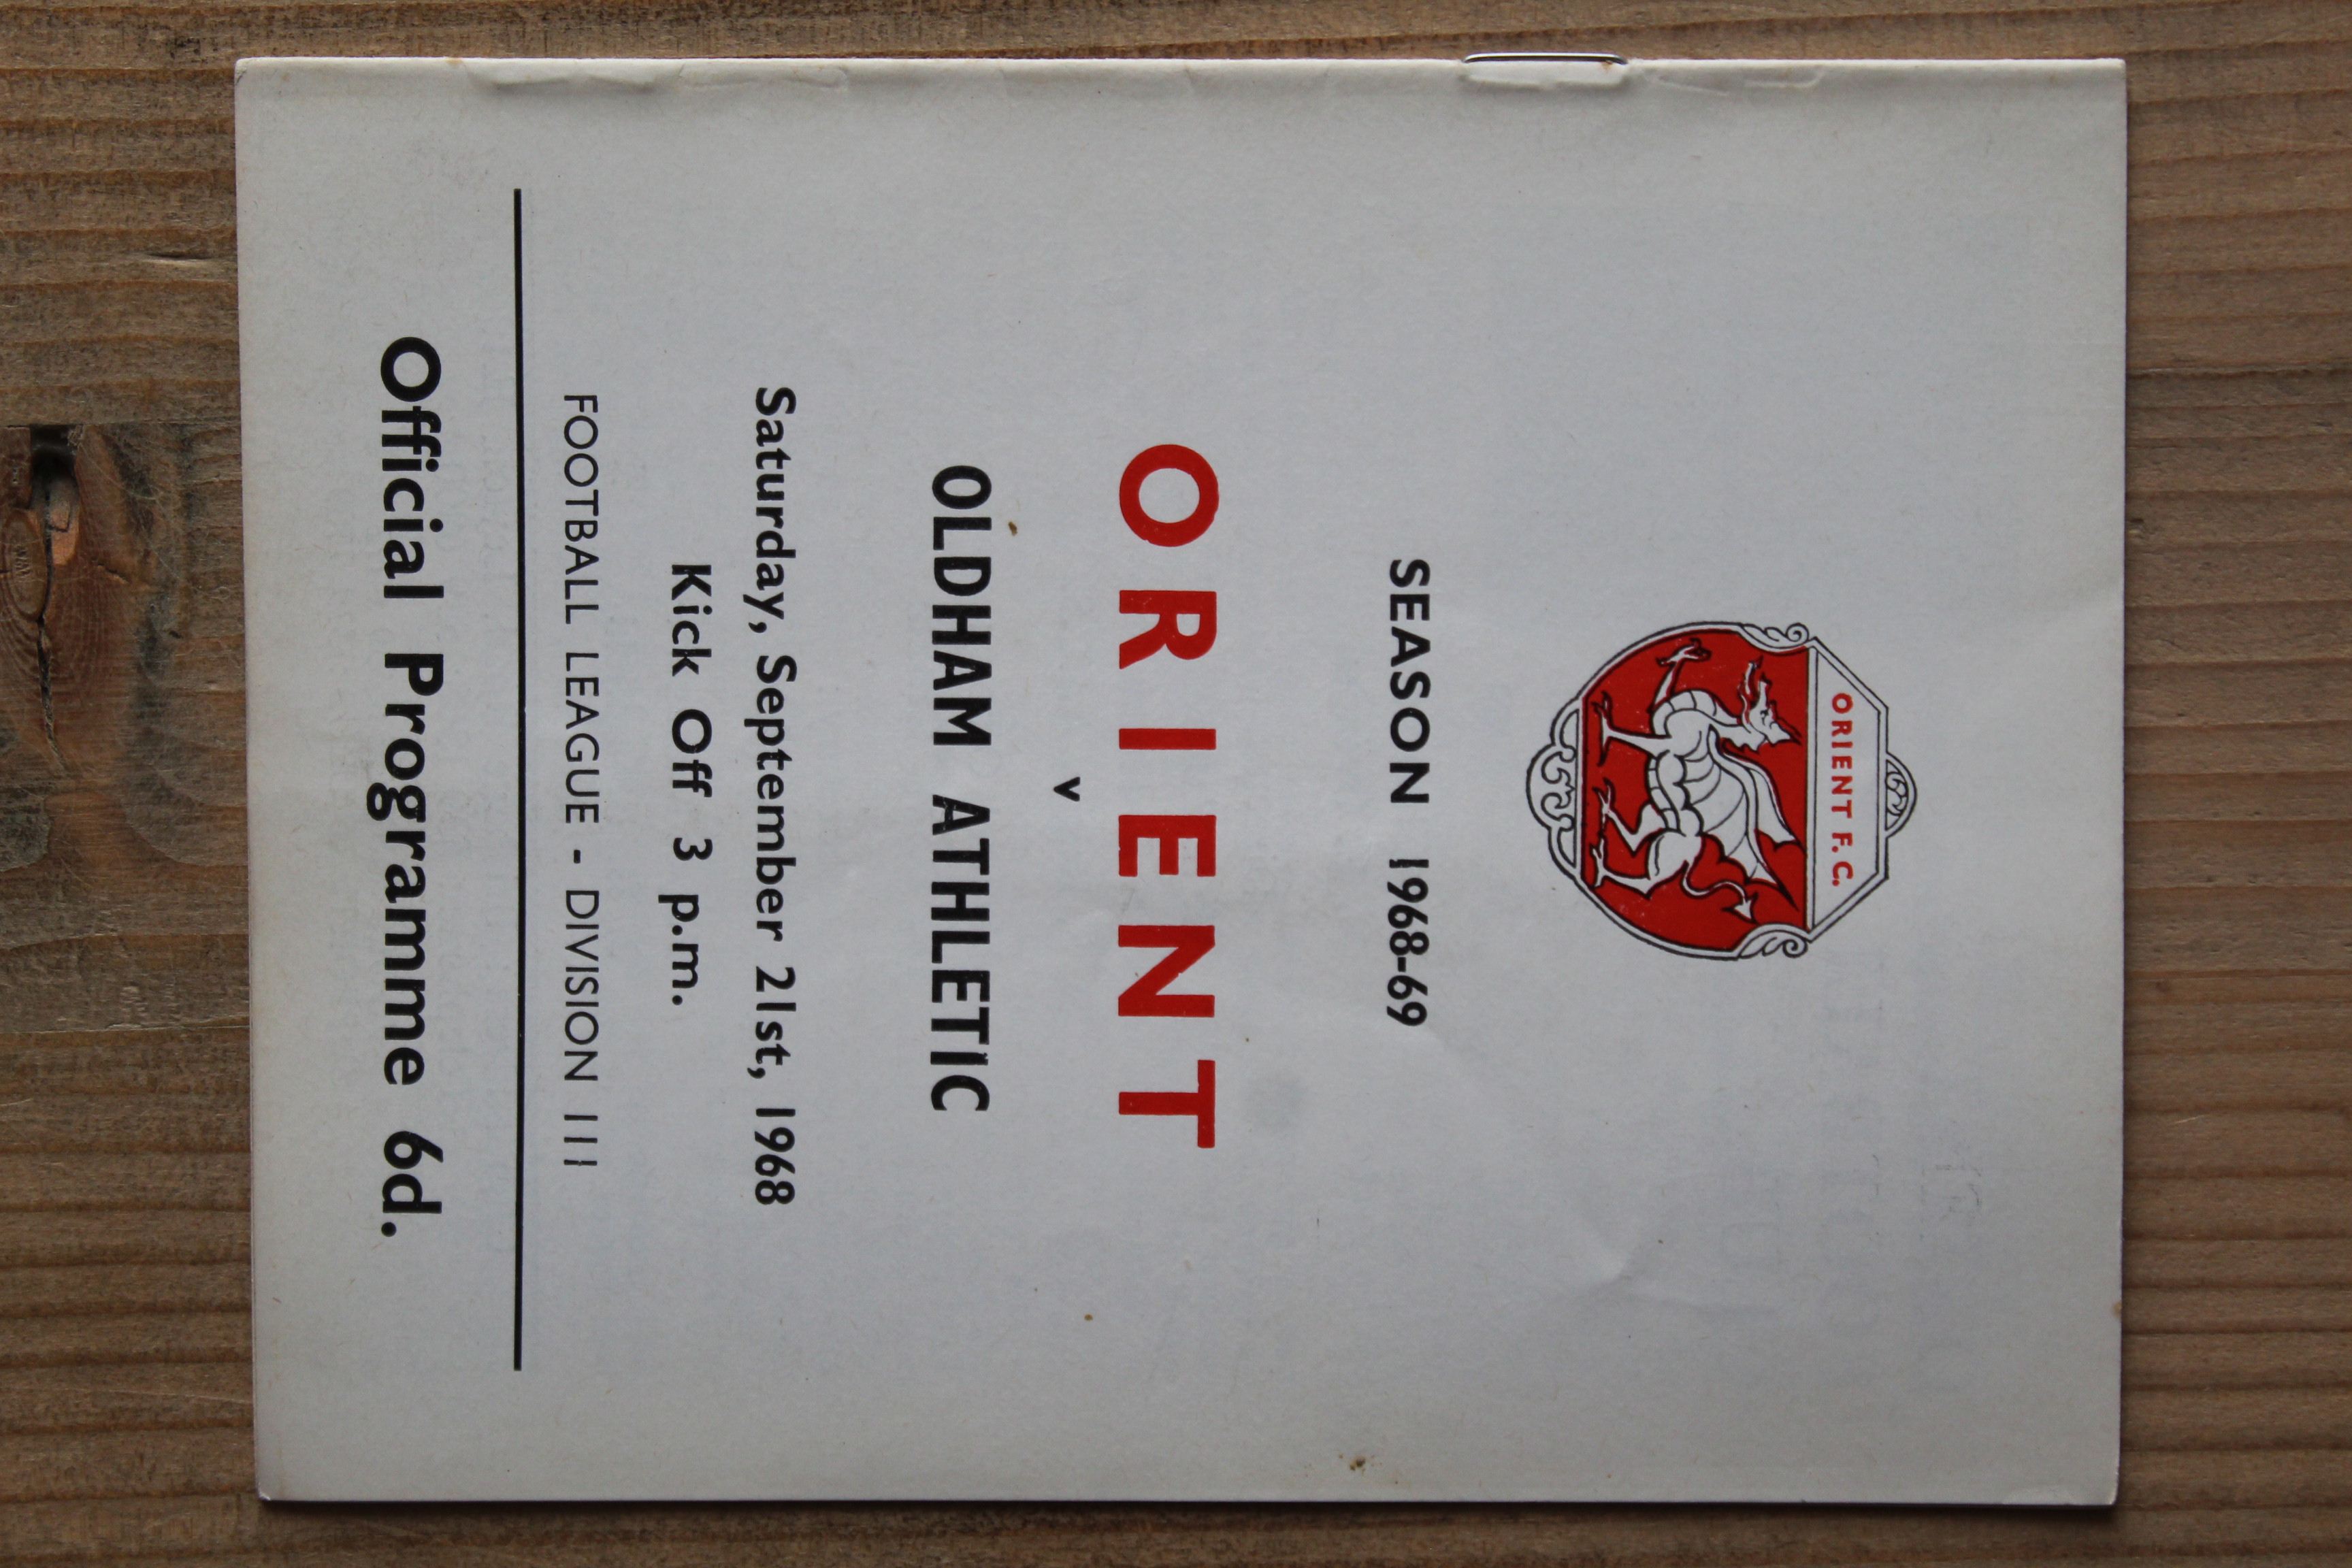 ORIENT F.C.
SEASON 1968-69
ORIENT
v
OLDHAM ATHLETIC
Saturday, September 21st, 1968
Kick Off 3 p.m.
FOOTBALL LEAGUE - DIVISION III
Official Programme 6d.